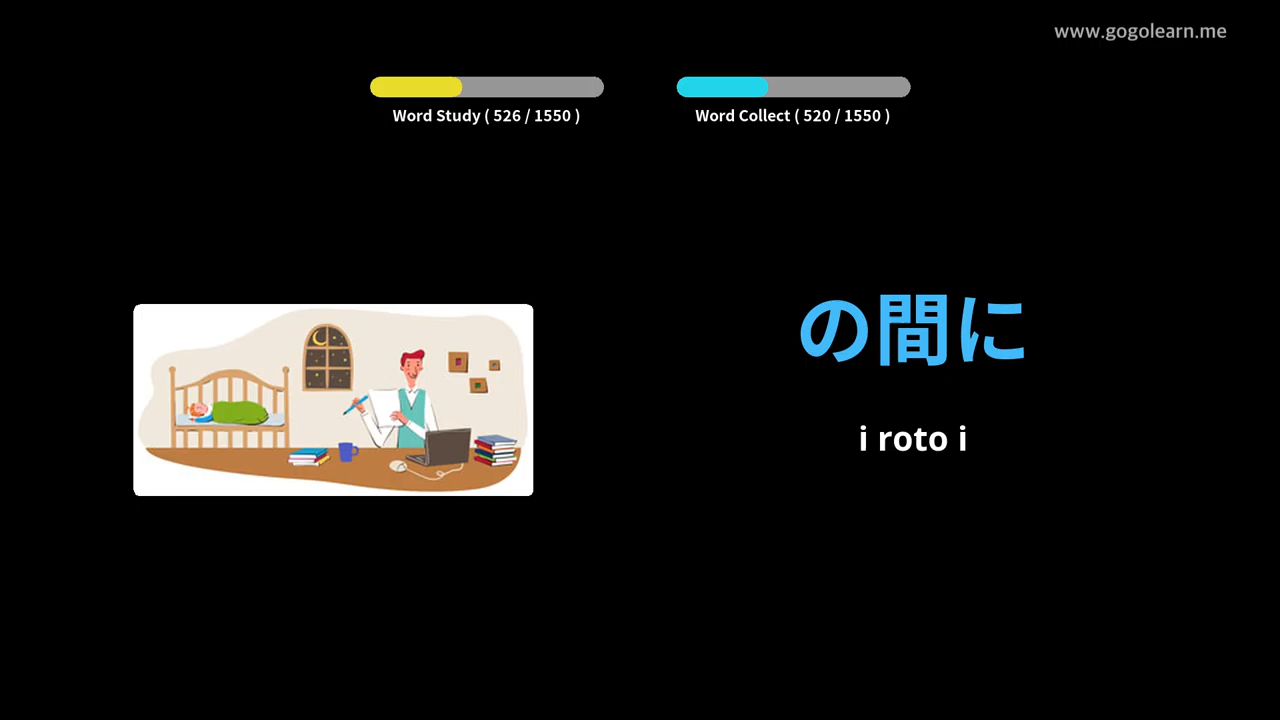 www.gogolearn.me
Word Study ( 526 / 1550 )
Word Collect ( 520 / 1550 )
の間に
i roto i